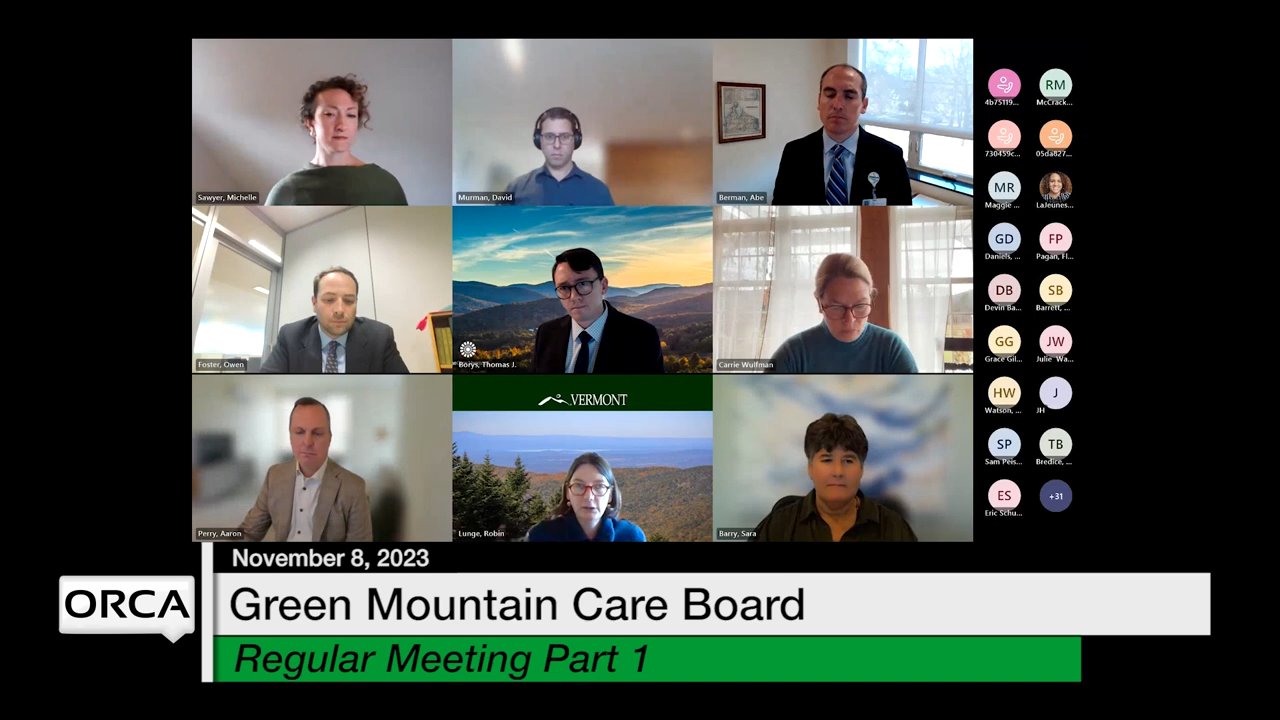 Sawyer, Michelle
Murman, David
Berman, Abe
Foster, Owen
Borys, Thomas J.
Carrie Wulfman
VERMONT
Perry, Aaron
Lunge, Robin
Barry, Sara
RM
4b75119...
McCrack...
730459c...
05da827...
MR
Maggie ...
LaJeunes...
GD
FP
Daniels, ...
Pagan, Fl...
DB
SB
Devin Ba...
Barrett, ...
GG
JW
Grace Gil...
Julie Wa...
HW
J
Watson, ...
JH
SP
TB
Sam Peis...
Bredice, ...
ES
+31
Eric Schu...
November 8, 2023
ORCA
Green Mountain Care Board
Regular Meeting Part 1